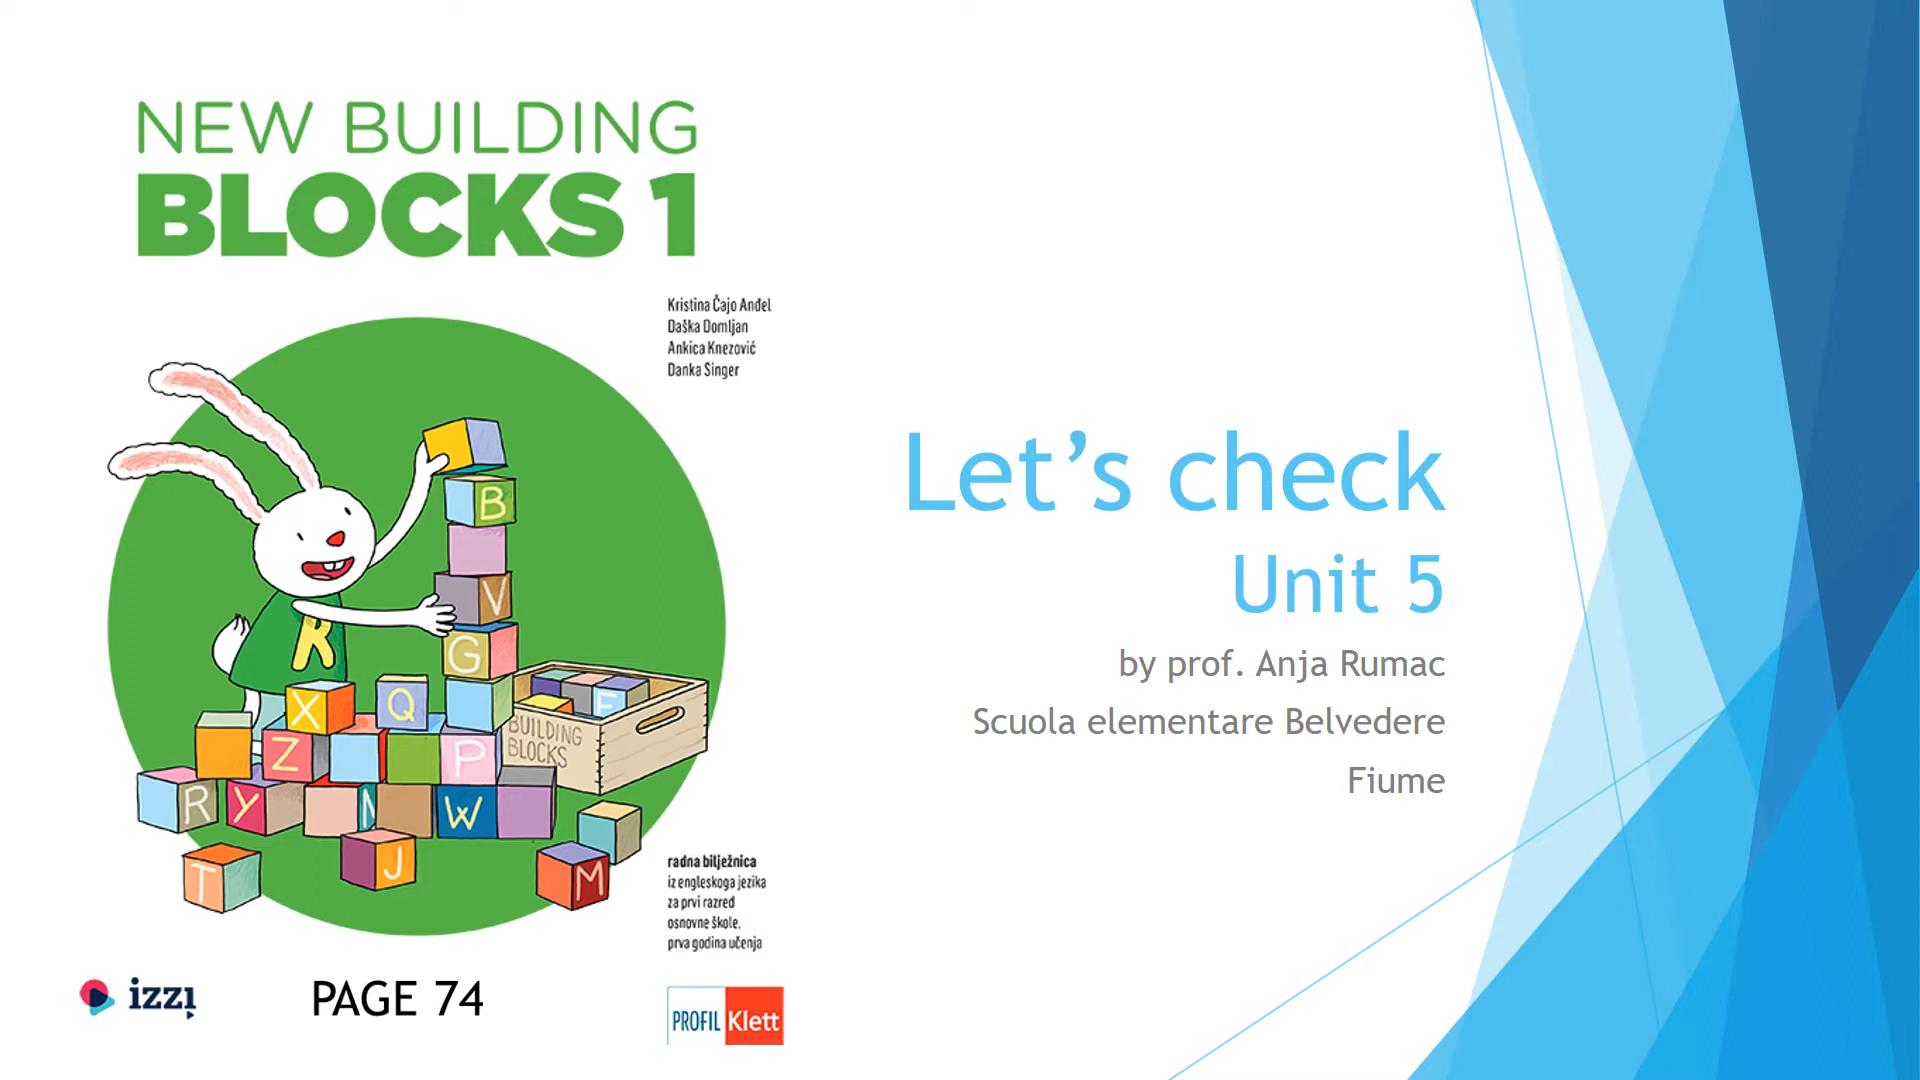 NEW BUILDING
BLOCKS 1
Kristina Čajo Anđel
Daška Domljan
Ankica Knezović
Danka Singer
B
V
G
K
X
Q
F
BUILDING
BLOCKS
Z
P
R
Y
N
W
J
T
M
radna bilježnica
iz engleskoga jezika
za prvi razred
osnovne škole,
prva godina učenja
izzi
PAGE 74
PROFIL Klett
Let's check
Unit 5
by prof. Anja Rumac
Scuola elementare Belvedere
Fiume